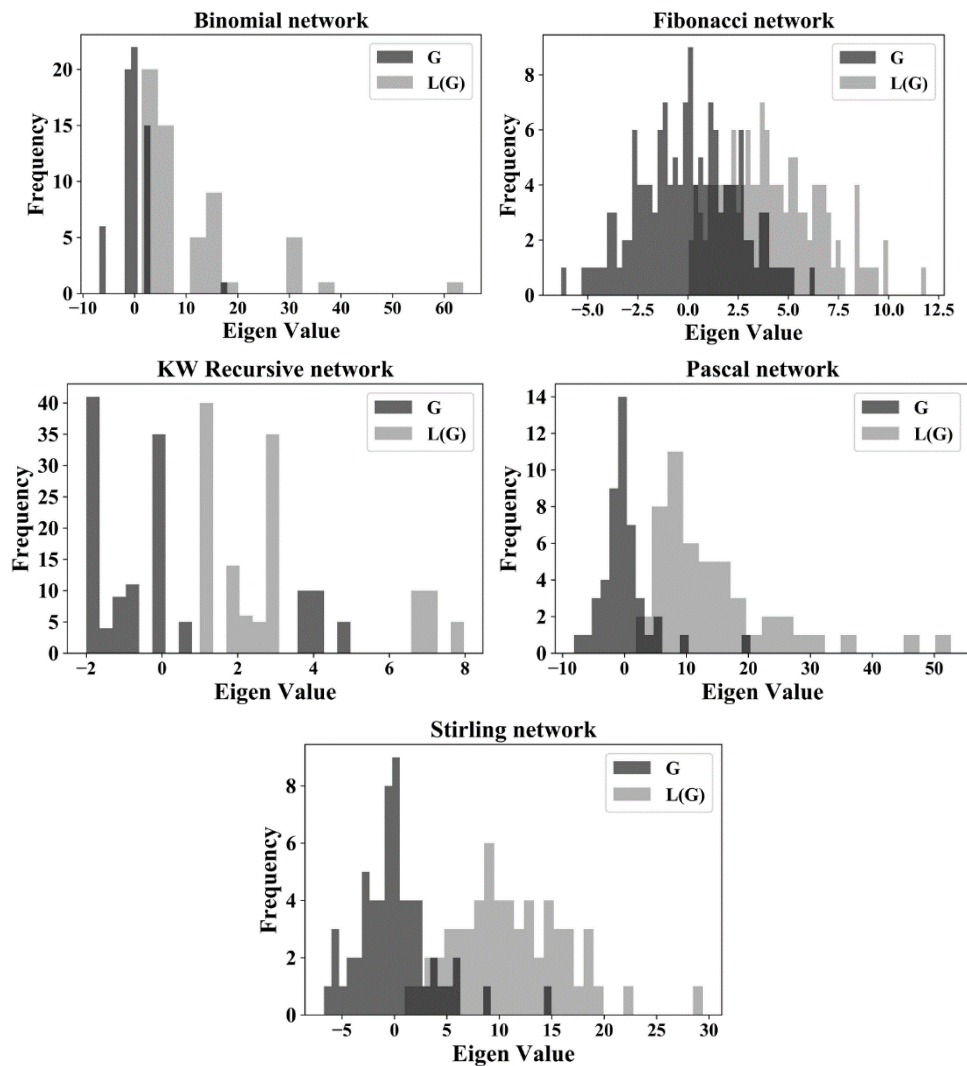 Binomial network
G
L(G)
20
15
10
5
0
−10 0 10 20 30 40 50 60
Frequency
Eigen Value
Fibonacci network
G
L(G)
8
6
4
2
0
−5.0 −2.5 0.0 2.5 5.0 7.5 10.0 12.5
Frequency
Eigen Value
KW Recursive network
G
L(G)
40
35
30
25
20
15
10
5
0
−2 0 2 4 6 8
Frequency
Eigen Value
Pascal network
G
L(G)
14
12
10
8
6
4
2
0
−10 0 10 20 30 40 50
Frequency
Eigen Value
Stirling network
G
L(G)
8
6
4
2
0
−5 0 5 10 15 20 25 30
Frequency
Eigen Value